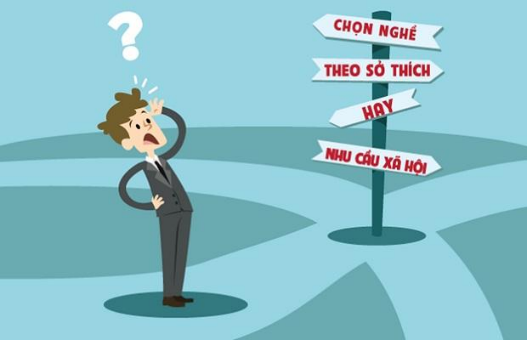 ?
CHỌN NGHỀ
THEO SỞ THÍCH
HAY
NHU CẦU XÃ HỘI